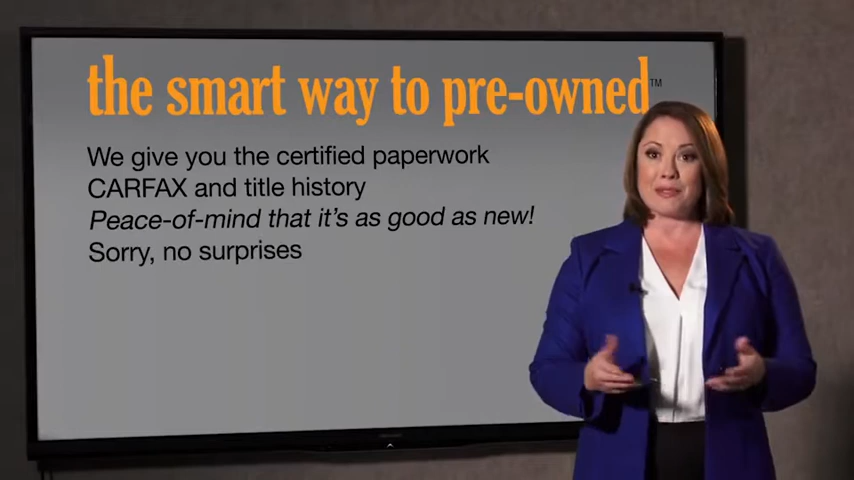 the smart way to pre-owned™
We give you the certified paperwork
CARFAX and title history
Peace-of-mind that it's as good as new!
Sorry, no surprises